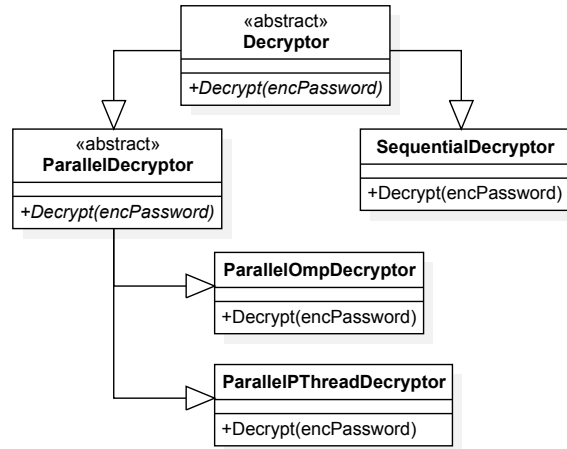 «abstract»
Decryptor
+Decrypt(encPassword)
«abstract»
ParallelDecryptor
+Decrypt(encPassword)
SequentialDecryptor
+Decrypt(encPassword)
ParallelOmpDecryptor
+Decrypt(encPassword)
ParallelPThreadDecryptor
+Decrypt(encPassword)